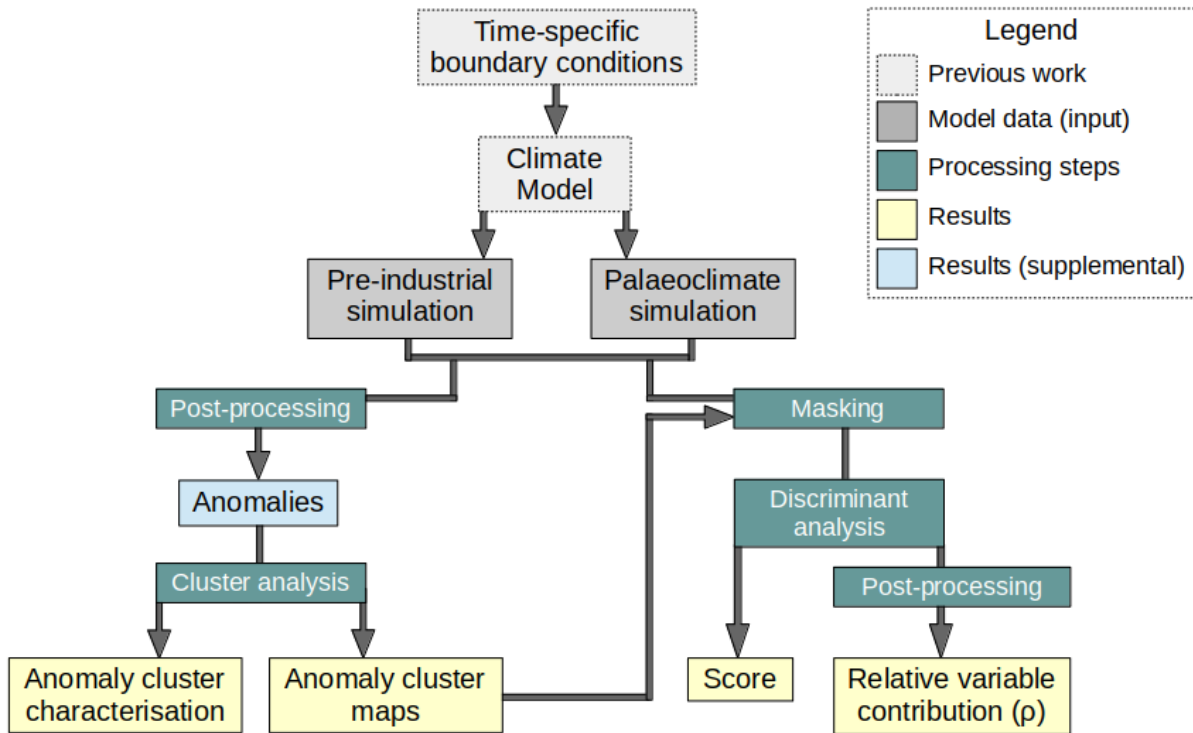 Time-specific
boundary conditions
Climate
Model
Pre-industrial
simulation
Palaeoclimate
simulation
Post-processing
Masking
Anomalies
Discriminant
analysis
Cluster analysis
Post-processing
Anomaly cluster
characterisation
Anomaly cluster
maps
Score
Relative variable
contribution (ρ)
Legend
Previous work
Model data (input)
Processing steps
Results
Results (supplemental)